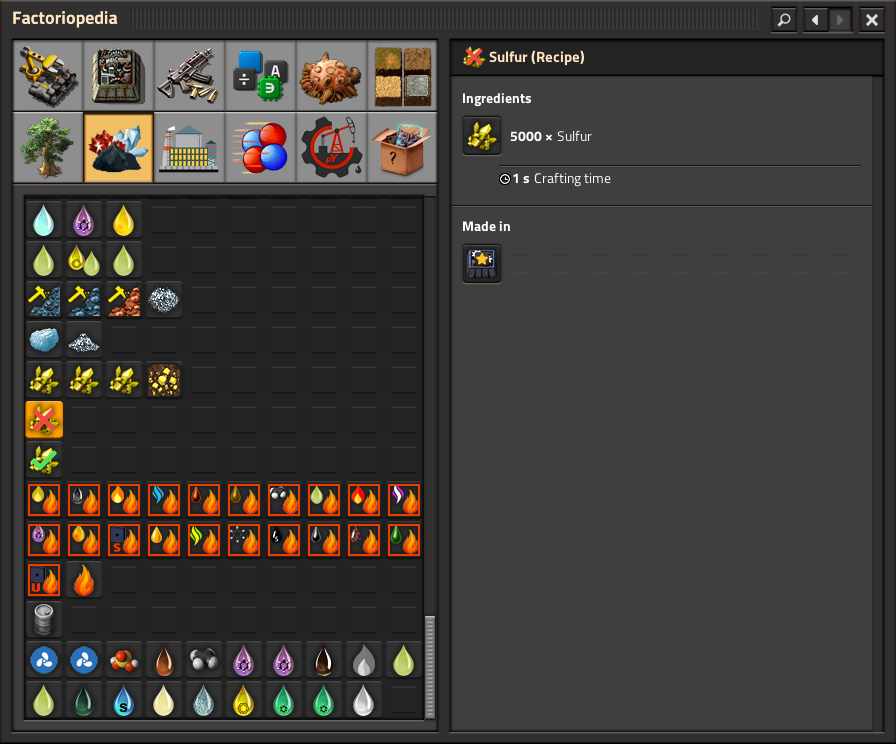 Factoriopedia
Sulfur (Recipe)
Ingredients
5000 × Sulfur
1 s Crafting time
Made in
A
?
S
U
S